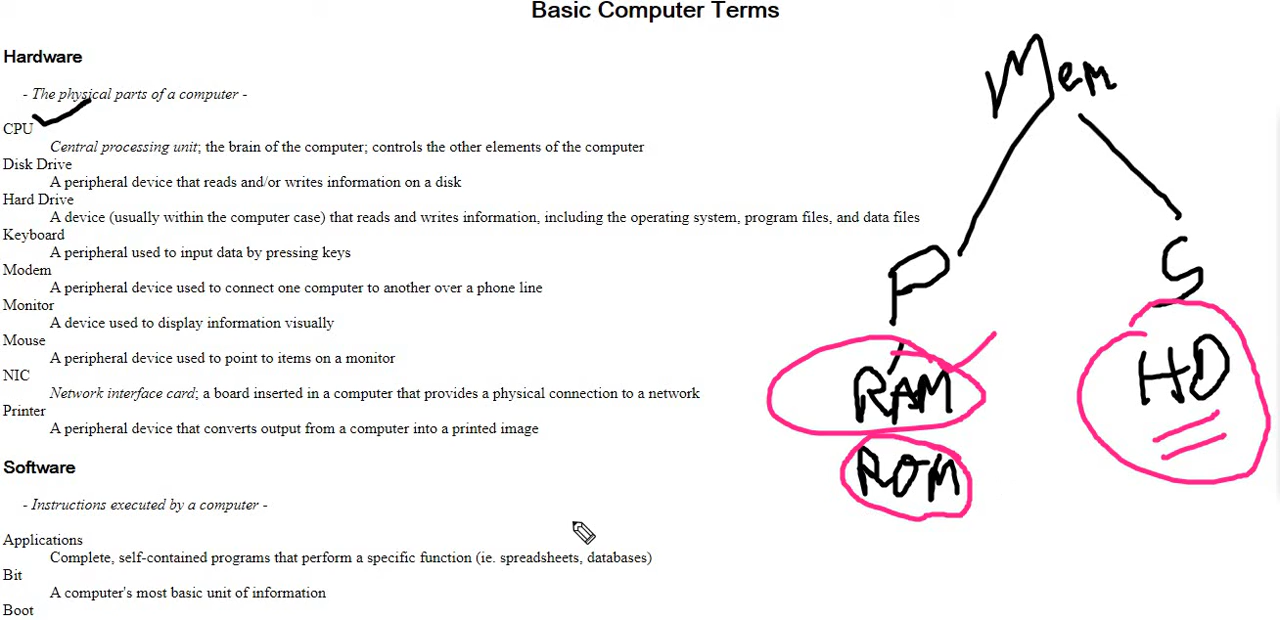 Basic Computer Terms
Hardware
- The physical parts of a computer -
CPU
Central processing unit; the brain of the computer; controls the other elements of the computer
Disk Drive
A peripheral device that reads and/or writes information on a disk
Hard Drive
A device (usually within the computer case) that reads and writes information, including the operating system, program files, and data files
Keyboard
A peripheral used to input data by pressing keys
Modem
A peripheral device used to connect one computer to another over a phone line
Monitor
A device used to display information visually
Mouse
A peripheral device used to point to items on a monitor
NIC
Network interface card; a board inserted in a computer that provides a physical connection to a network
Printer
A peripheral device that converts output from a computer into a printed image
Software
- Instructions executed by a computer -
Applications
Complete, self-contained programs that perform a specific function (ie. spreadsheets, databases)
Bit
A computer's most basic unit of information
Boot
Mem
P
S
RAM
HD
ROM